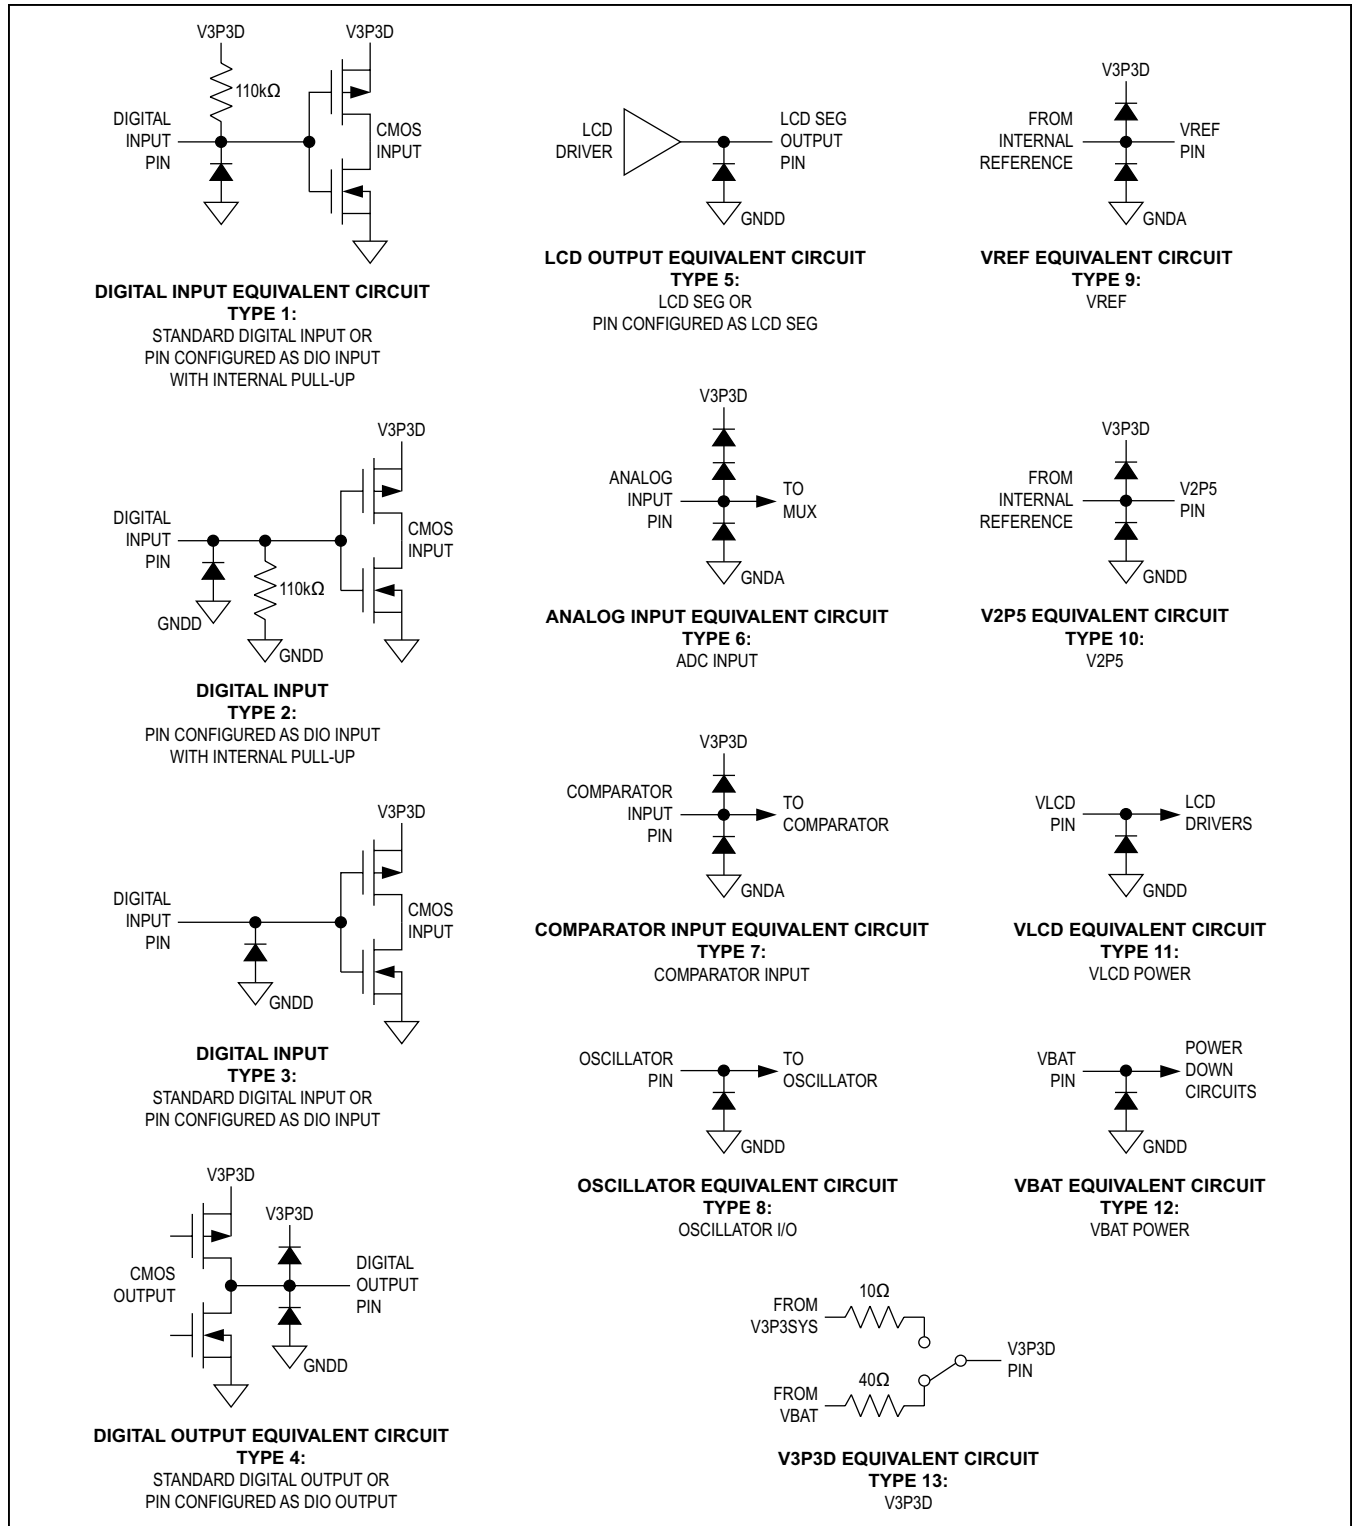 V3P3D
V3P3D
110kΩ
DIGITAL
INPUT
PIN
CMOS
INPUT
DIGITAL INPUT EQUIVALENT CIRCUIT
TYPE 1:
STANDARD DIGITAL INPUT OR
PIN CONFIGURED AS DIO INPUT
WITH INTERNAL PULL-UP
V3P3D
DIGITAL
INPUT
PIN
CMOS
INPUT
110kΩ
GNDD
GNDD
DIGITAL INPUT
TYPE 2:
PIN CONFIGURED AS DIO INPUT
WITH INTERNAL PULL-UP
V3P3D
DIGITAL
INPUT
PIN
CMOS
INPUT
GNDD
DIGITAL INPUT
TYPE 3:
STANDARD DIGITAL INPUT OR
PIN CONFIGURED AS DIO INPUT
V3P3D
V3P3D
CMOS
OUTPUT
DIGITAL
OUTPUT
PIN
GNDD
DIGITAL OUTPUT EQUIVALENT CIRCUIT
TYPE 4:
STANDARD DIGITAL OUTPUT OR
PIN CONFIGURED AS DIO OUTPUT
LCD
DRIVER
LCD SEG
OUTPUT
PIN
GNDD
LCD OUTPUT EQUIVALENT CIRCUIT
TYPE 5:
LCD SEG OR
PIN CONFIGURED AS LCD SEG
V3P3D
ANALOG
INPUT
PIN
TO
MUX
GNDA
ANALOG INPUT EQUIVALENT CIRCUIT
TYPE 6:
ADC INPUT
V3P3D
COMPARATOR
INPUT
PIN
TO
COMPARATOR
GNDA
COMPARATOR INPUT EQUIVALENT CIRCUIT
TYPE 7:
COMPARATOR INPUT
OSCILLATOR
PIN
TO
OSCILLATOR
GNDD
OSCILLATOR EQUIVALENT CIRCUIT
TYPE 8:
OSCILLATOR I/O
V3P3D
FROM
INTERNAL
REFERENCE
VREF
PIN
GNDA
VREF EQUIVALENT CIRCUIT
TYPE 9:
VREF
V3P3D
FROM
INTERNAL
REFERENCE
V2P5
PIN
GNDD
V2P5 EQUIVALENT CIRCUIT
TYPE 10:
V2P5
VLCD
PIN
LCD
DRIVERS
GNDD
VLCD EQUIVALENT CIRCUIT
TYPE 11:
VLCD POWER
VBAT
PIN
POWER
DOWN
CIRCUITS
GNDD
VBAT EQUIVALENT CIRCUIT
TYPE 12:
VBAT POWER
10Ω
FROM
V3P3SYS
V3P3D
PIN
40Ω
FROM
VBAT
V3P3D EQUIVALENT CIRCUIT
TYPE 13:
V3P3D